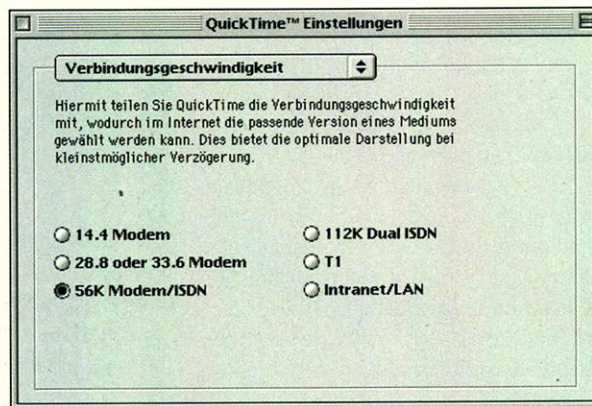 QuickTime™ Einstellungen
Verbindungsgeschwindigkeit
Hiermit teilen Sie QuickTime die Verbindungsgeschwindigkeit
mit, wodurch im Internet die passende Version eines Mediums
gewählt werden kann. Dies bietet die optimale Darstellung bei
kleinstmöglicher Verzögerung.
14.4 Modem
28.8 oder 33.6 Modem
56K Modem/ISDN
112K Dual ISDN
T1
Intranet/LAN